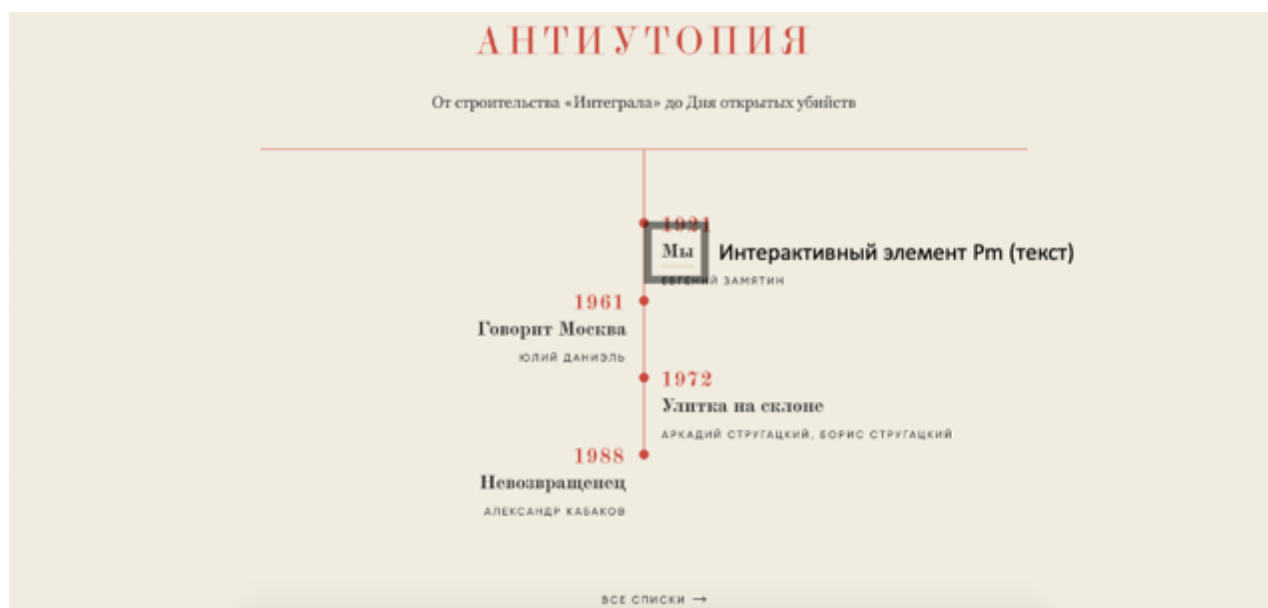 АНТИУТОПИЯ
От строительства «Интеграла» до Дня открытых убийств
1921
Мы
Интерактивный элемент Pm (текст)
ЕВГЕНИЙ ЗАМЯТИН
1961
Говорит Москва
ЮЛИЙ ДАНИЭЛЬ
1972
Улитка на склоне
АРКАДИЙ СТРУГАЦКИЙ, БОРИС СТРУГАЦКИЙ
1988
Невозвращенец
АЛЕКСАНДР КАБАКОВ
ВСЕ СПИСКИ →